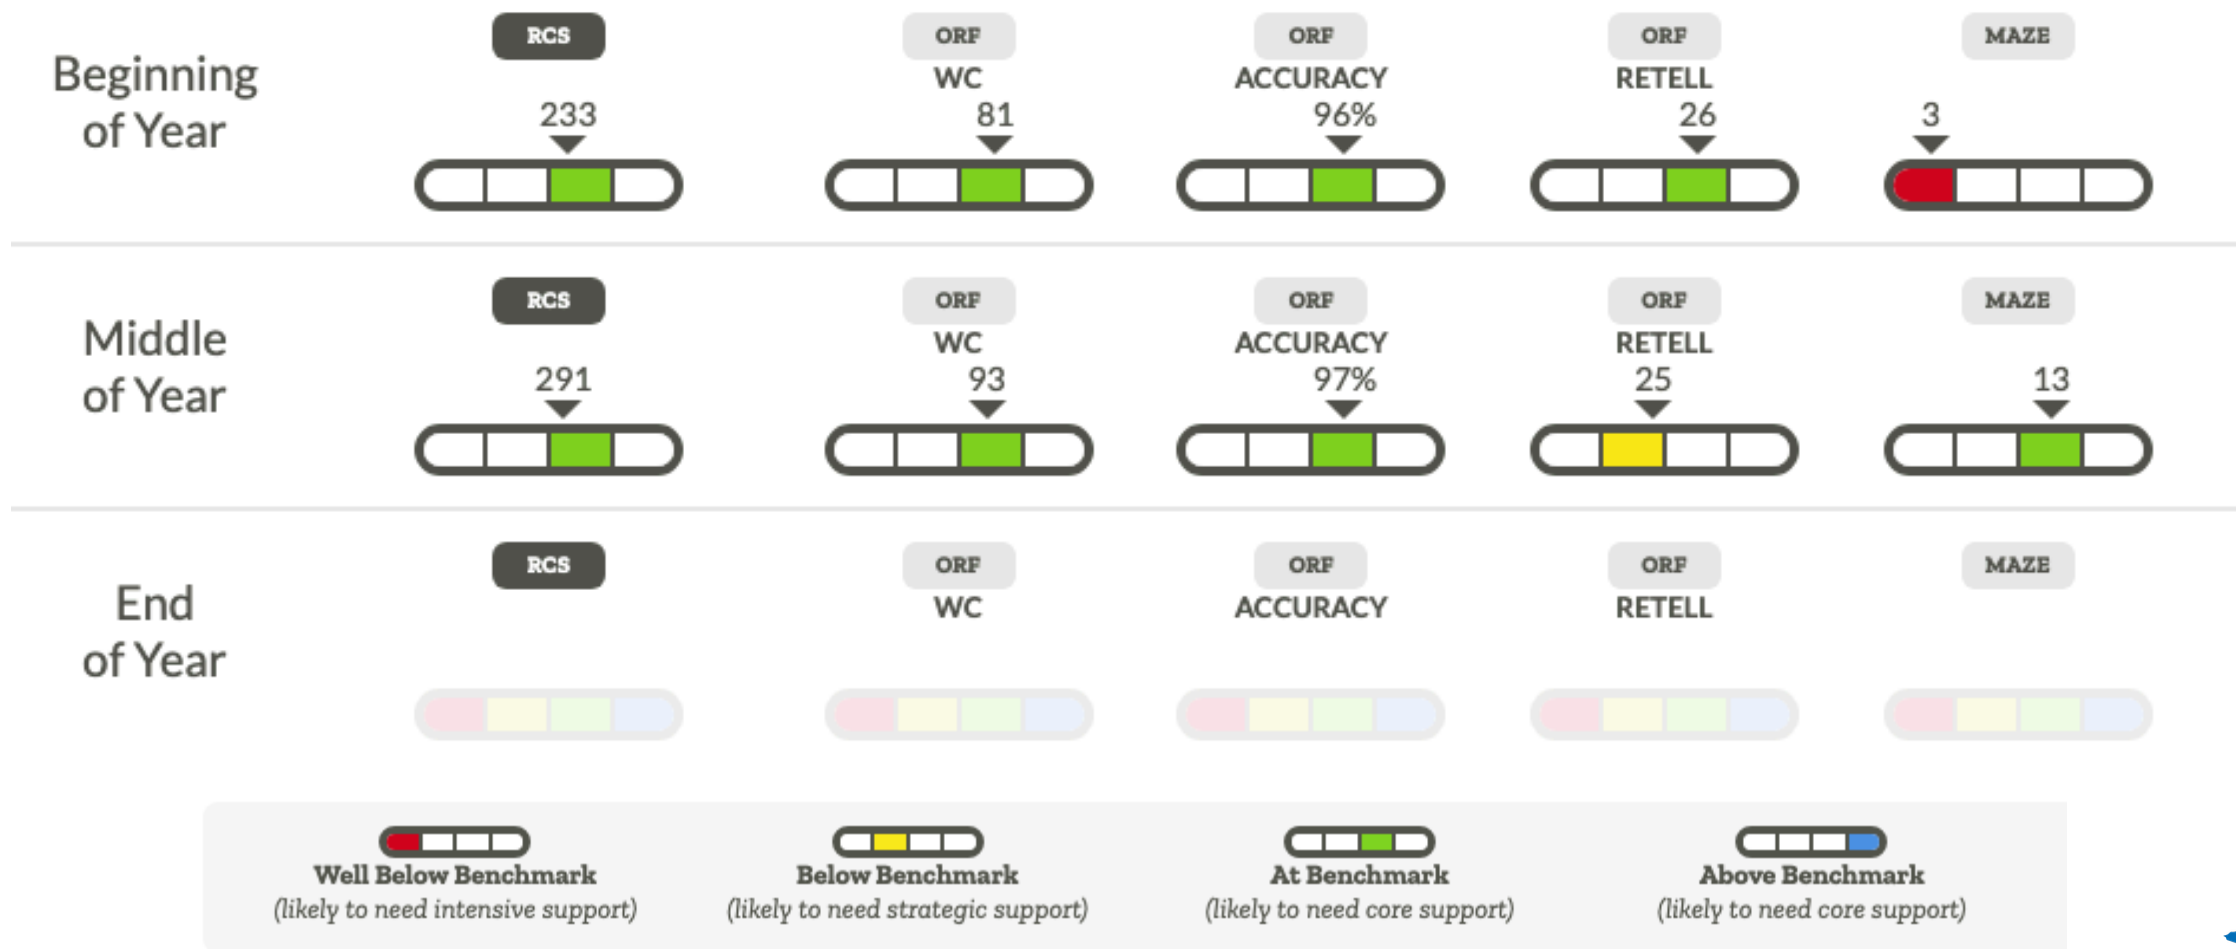 Beginning
of Year
RCS
233
ORF
WC
81
ORF
ACCURACY
96%
ORF
RETELL
26
MAZE
3
Middle
of Year
RCS
291
ORF
WC
93
ORF
ACCURACY
97%
ORF
RETELL
25
MAZE
13
End
of Year
RCS
ORF
WC
ORF
ACCURACY
ORF
RETELL
MAZE
Well Below Benchmark
(likely to need intensive support)
Below Benchmark
(likely to need strategic support)
At Benchmark
(likely to need core support)
Above Benchmark
(likely to need core support)